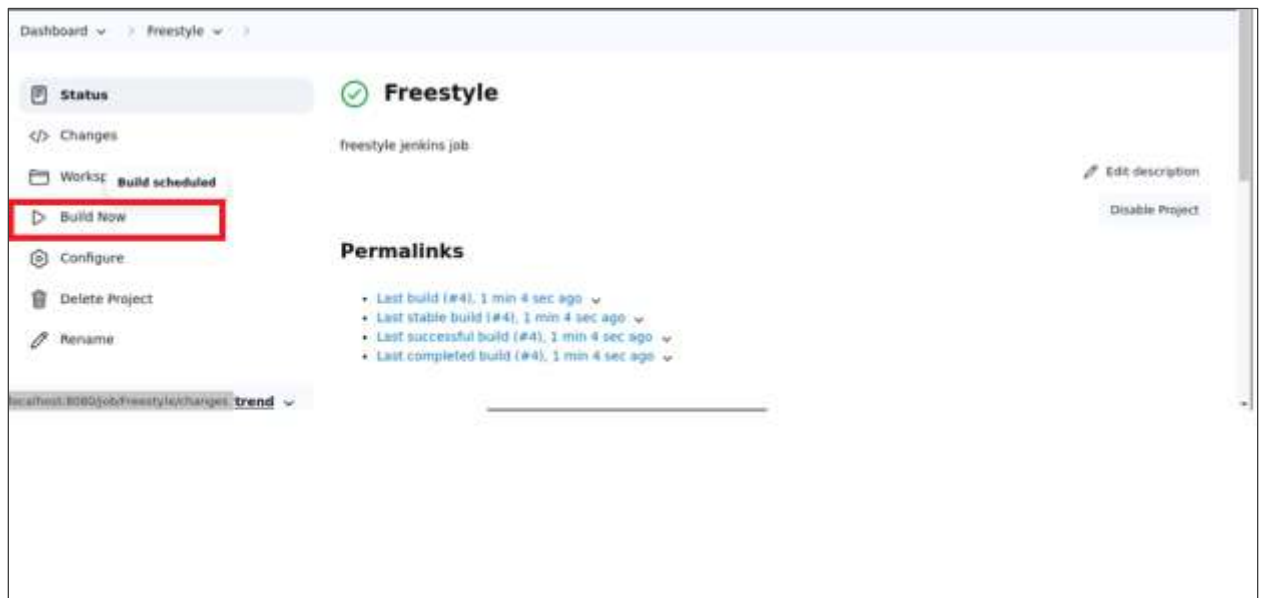 Dashboard > Freestyle >
Status
Changes
Build scheduled
Build Now
Configure
Delete Project
Rename
Freestyle
freestyle jenkins job
Edit description
Disable Project
Permalinks
• Last build (#4), 1 min 4 sec ago
• Last stable build (#4), 1 min 4 sec ago
• Last successful build (#4), 1 min 4 sec ago
• Last completed build (#4), 1 min 4 sec ago
localhost:8080/job/Freestyle/changes trend